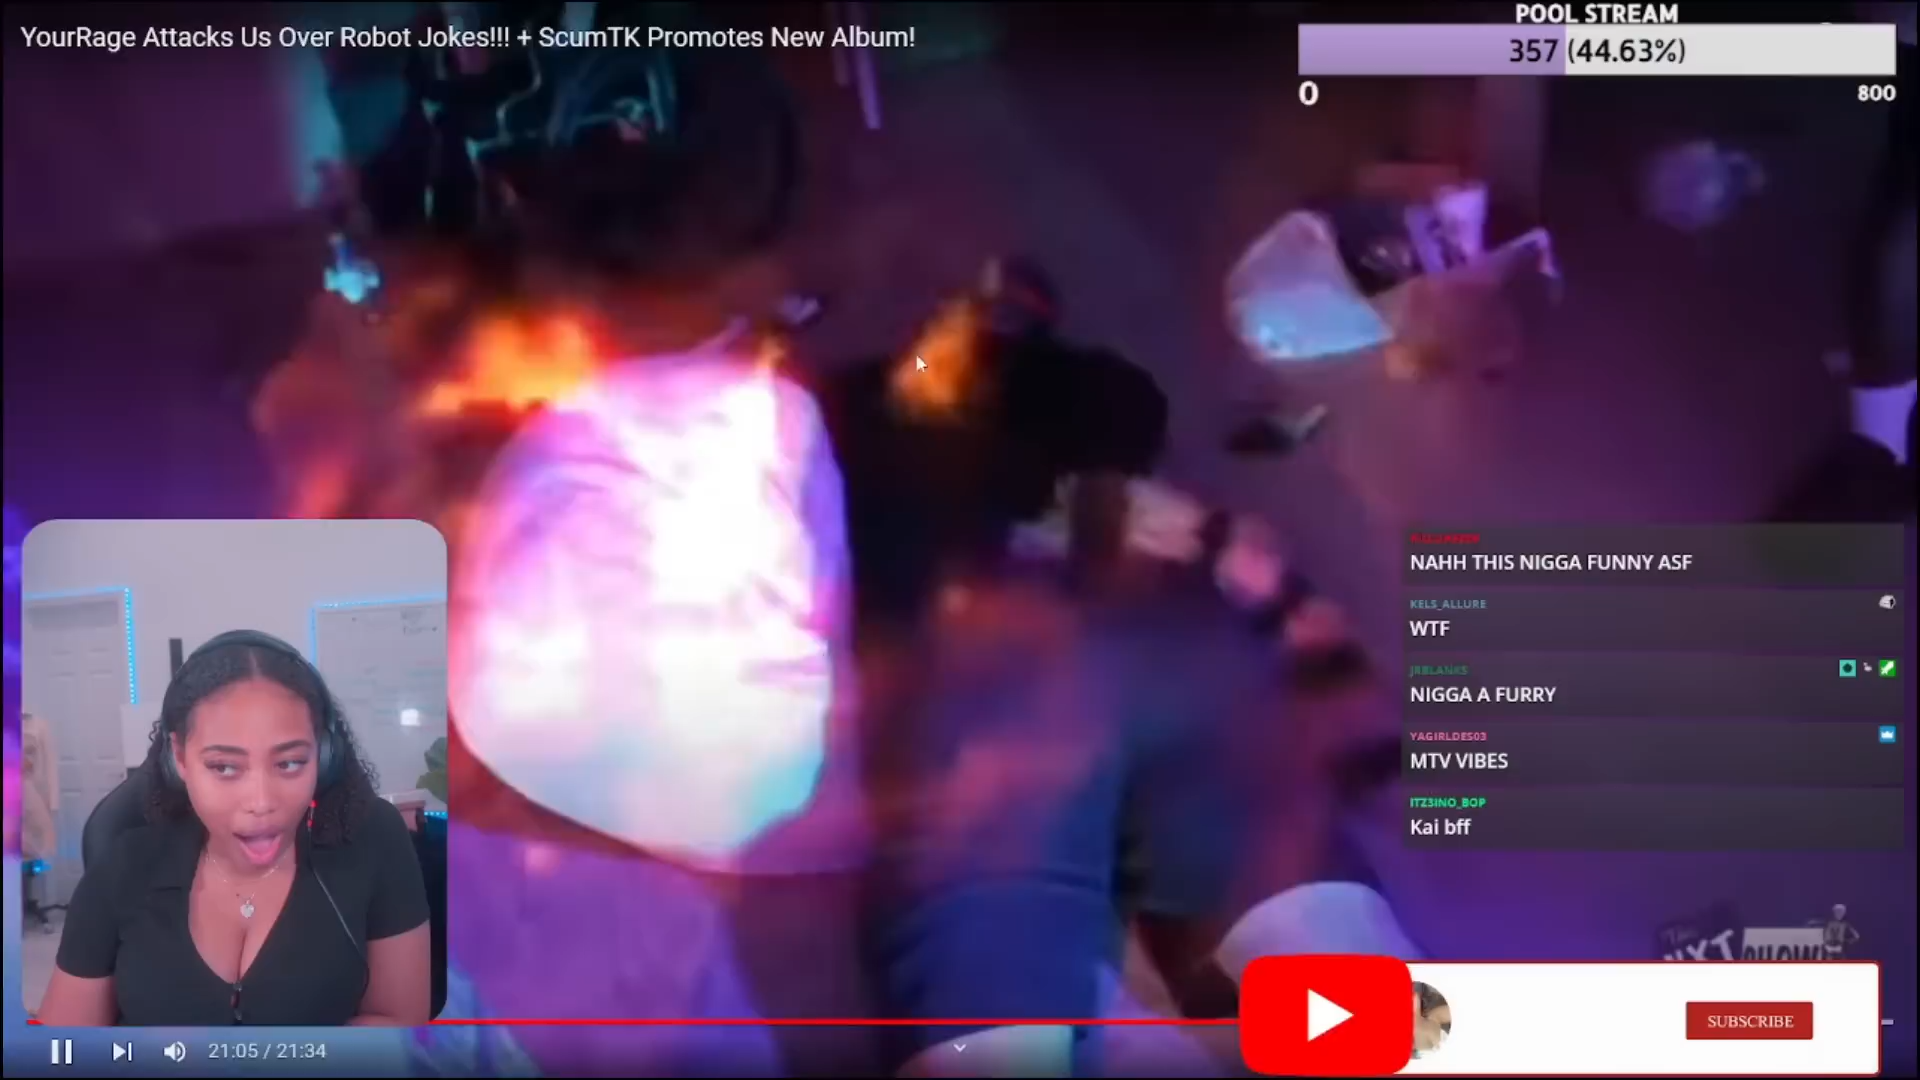 YourRage Attacks Us Over Robot Jokes!!! + ScumTK Promotes New Album!
POOL STREAM
357 (44.63%)
0
800
NAHH THIS NIGGA FUNNY ASF
KELS_ALLURE
WTF
JRBLANKS
NIGGA A FURRY
YAGIRLDES03
MTV VIBES
ITZ3INO_BOP
Kai bff
SUBSCRIBE
21:05 / 21:34